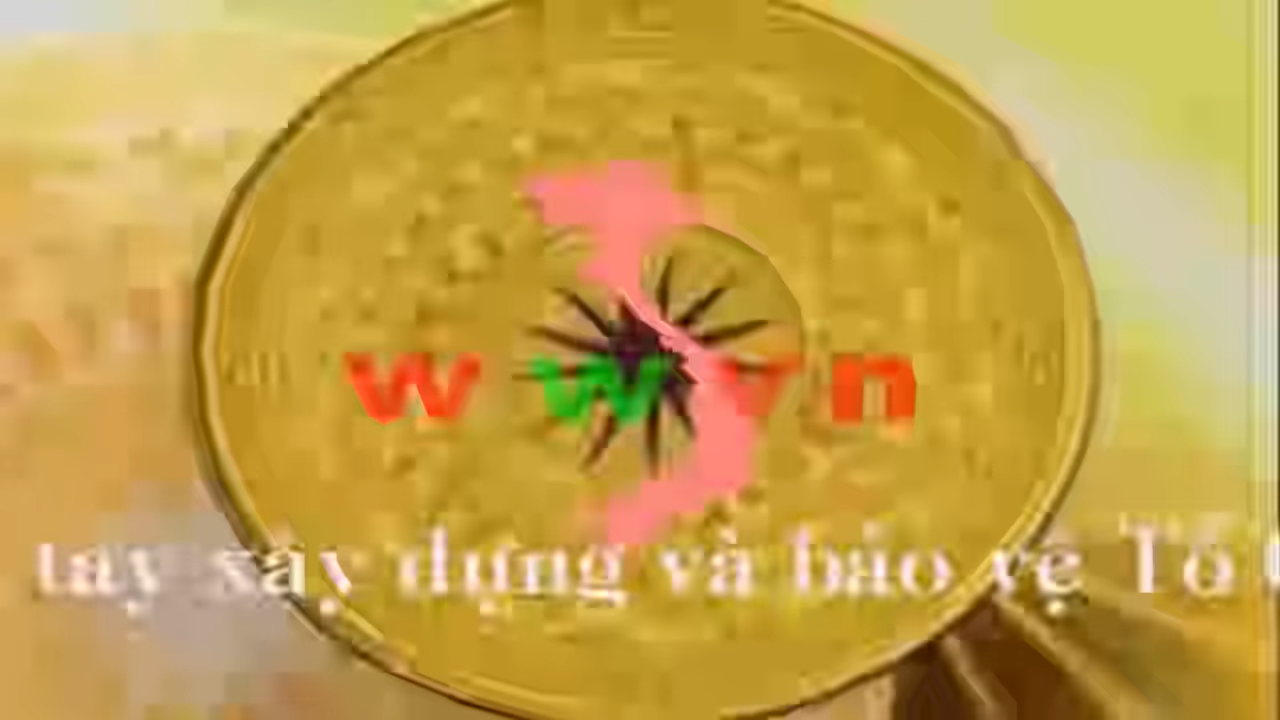 w w v n
tay xây dựng và bảo vệ Tổ